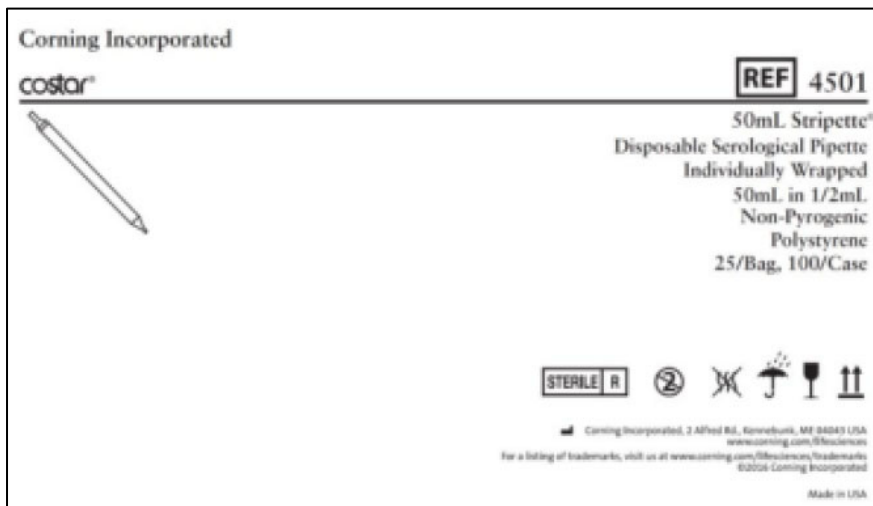 Corning Incorporated
costar®
REF 4501
50mL Stripette®
Disposable Serological Pipette
Individually Wrapped
50mL in 1/2mL
Non-Pyrogenic
Polystyrene
25/Bag, 100/Case
STERILE R
2
Corning Incorporated, 2 Alfred Rd., Kennebunk, ME 04043 USA
www.corning.com/lifesciences
For a listing of trademarks, visit us at www.corning.com/lifesciences/trademarks
©2016 Corning Incorporated
Made in USA